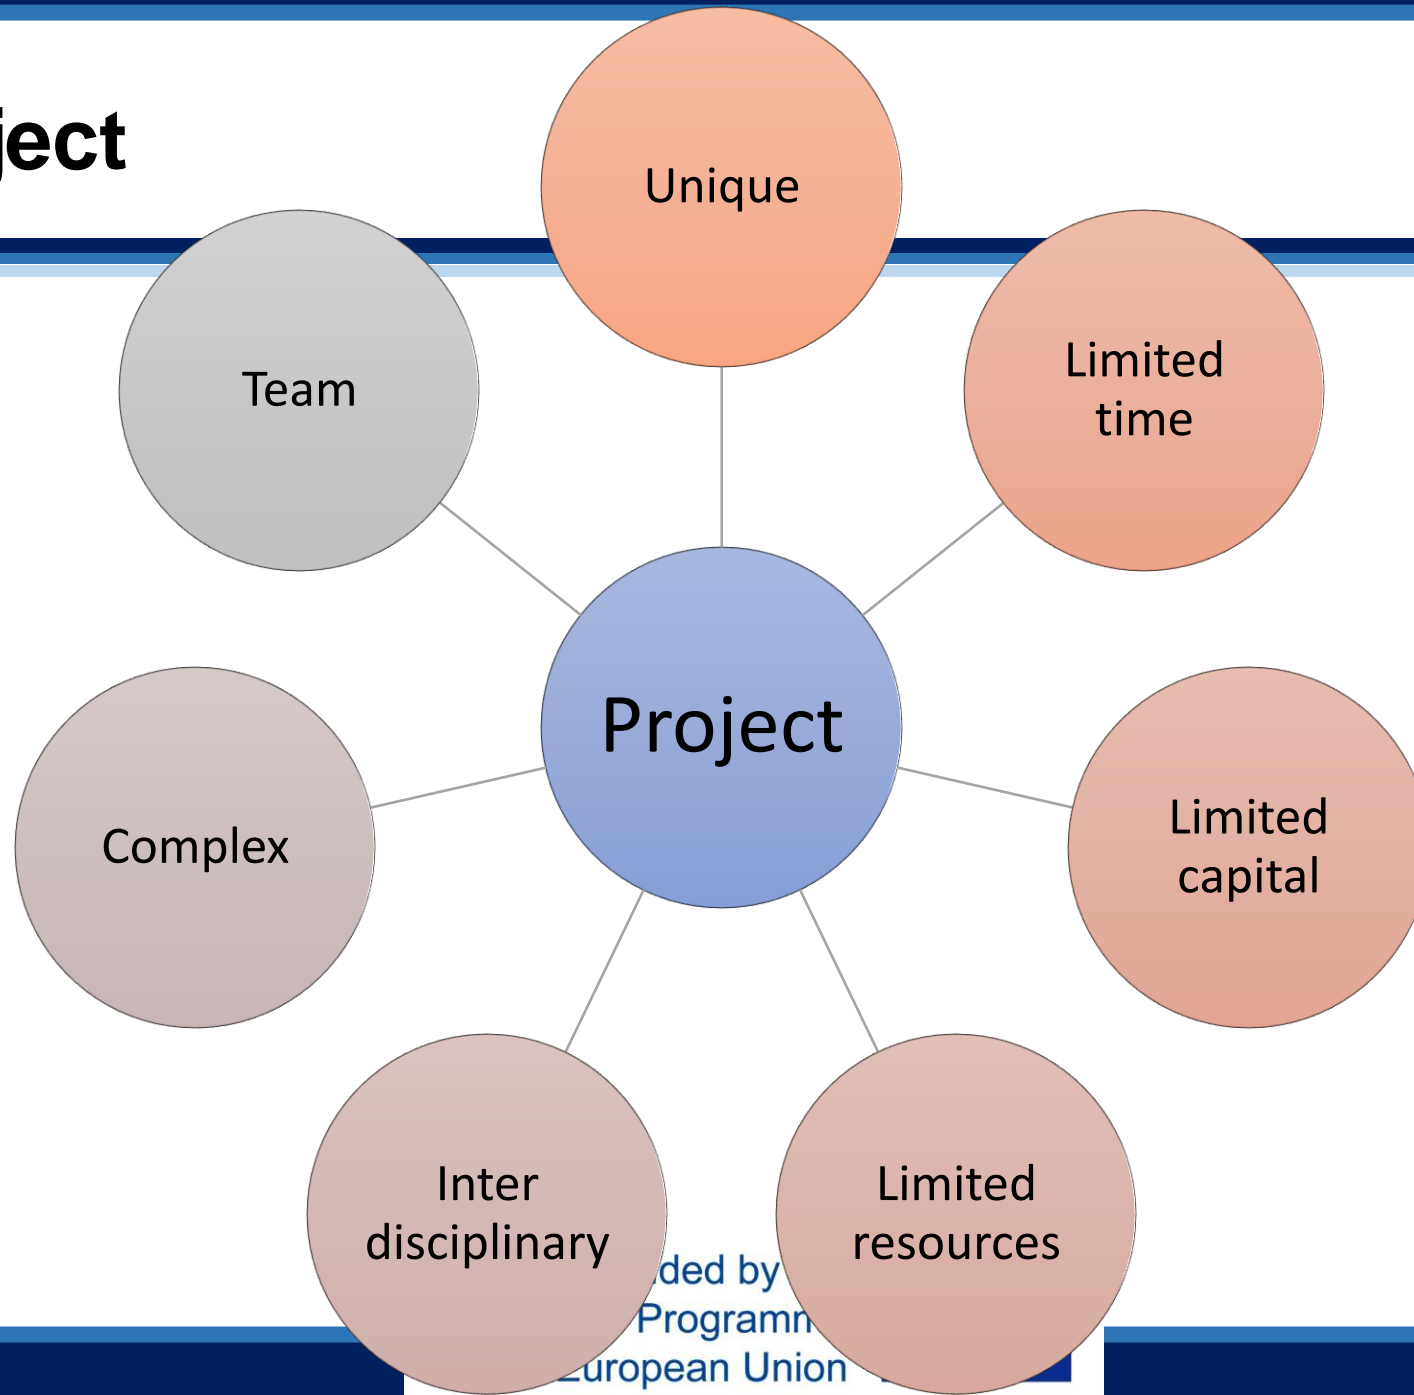 ject
Unique
Team
Limited
time
Project
Limited
capital
Complex
Inter
disciplinary
Limited
resources
ded by
Programm
European Union